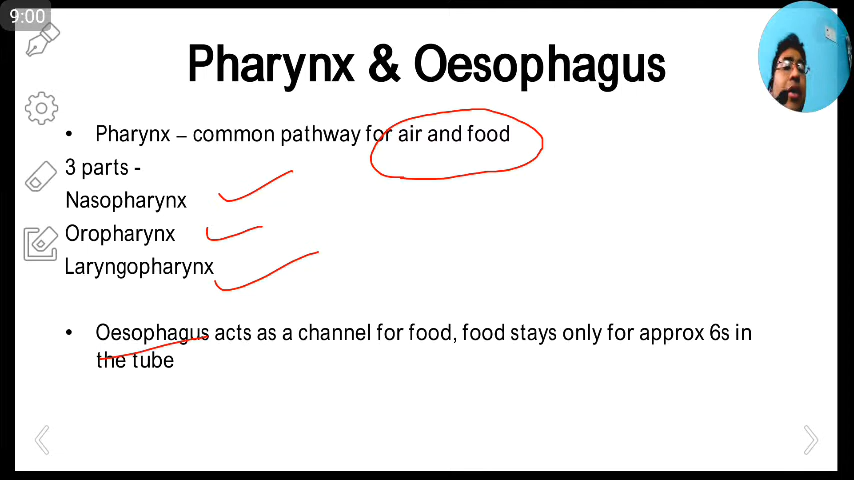 9:00
Pharynx & Oesophagus
• Pharynx – common pathway for air and food
3 parts -
Nasopharynx
Oropharynx
Laryngopharynx
• Oesophagus acts as a channel for food, food stays only for approx 6s in
the tube